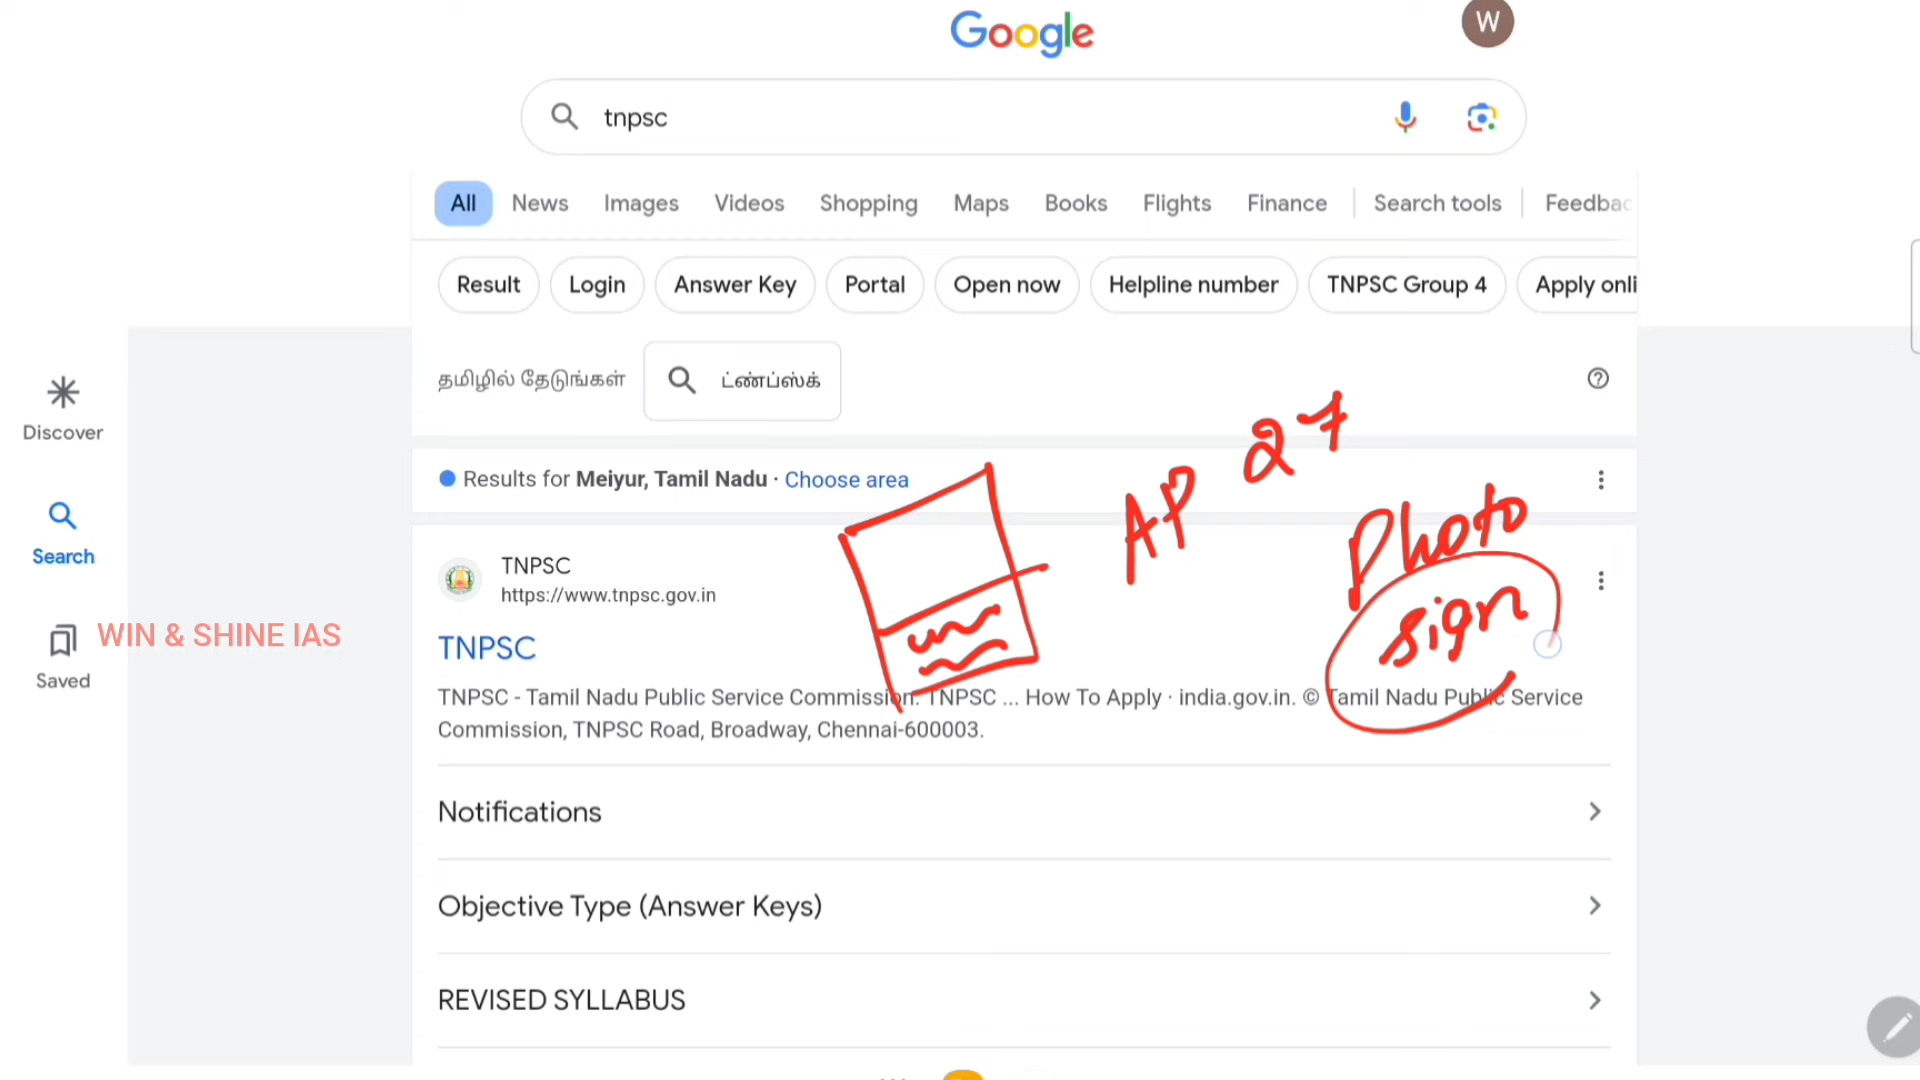 Google
W
tnpsc
All News Images Videos Shopping Maps Books Flights Finance Search tools Feedbac
Result Login Answer Key Portal Open now Helpline number TNPSC Group 4 Apply onli
தமிழில் தேடுங்கள் ட்ண்ப்ஸ்க்
Discover
AP 27
Results for Meiyur, Tamil Nadu · Choose area
Search
Photo
sign
TNPSC
https://www.tnpsc.gov.in
WIN & SHINE IAS
TNPSC
Saved
TNPSC - Tamil Nadu Public Service Commission. TNPSC ... How To Apply · india.gov.in. © Tamil Nadu Public Service
Commission, TNPSC Road, Broadway, Chennai-600003.
Notifications
Objective Type (Answer Keys)
REVISED SYLLABUS